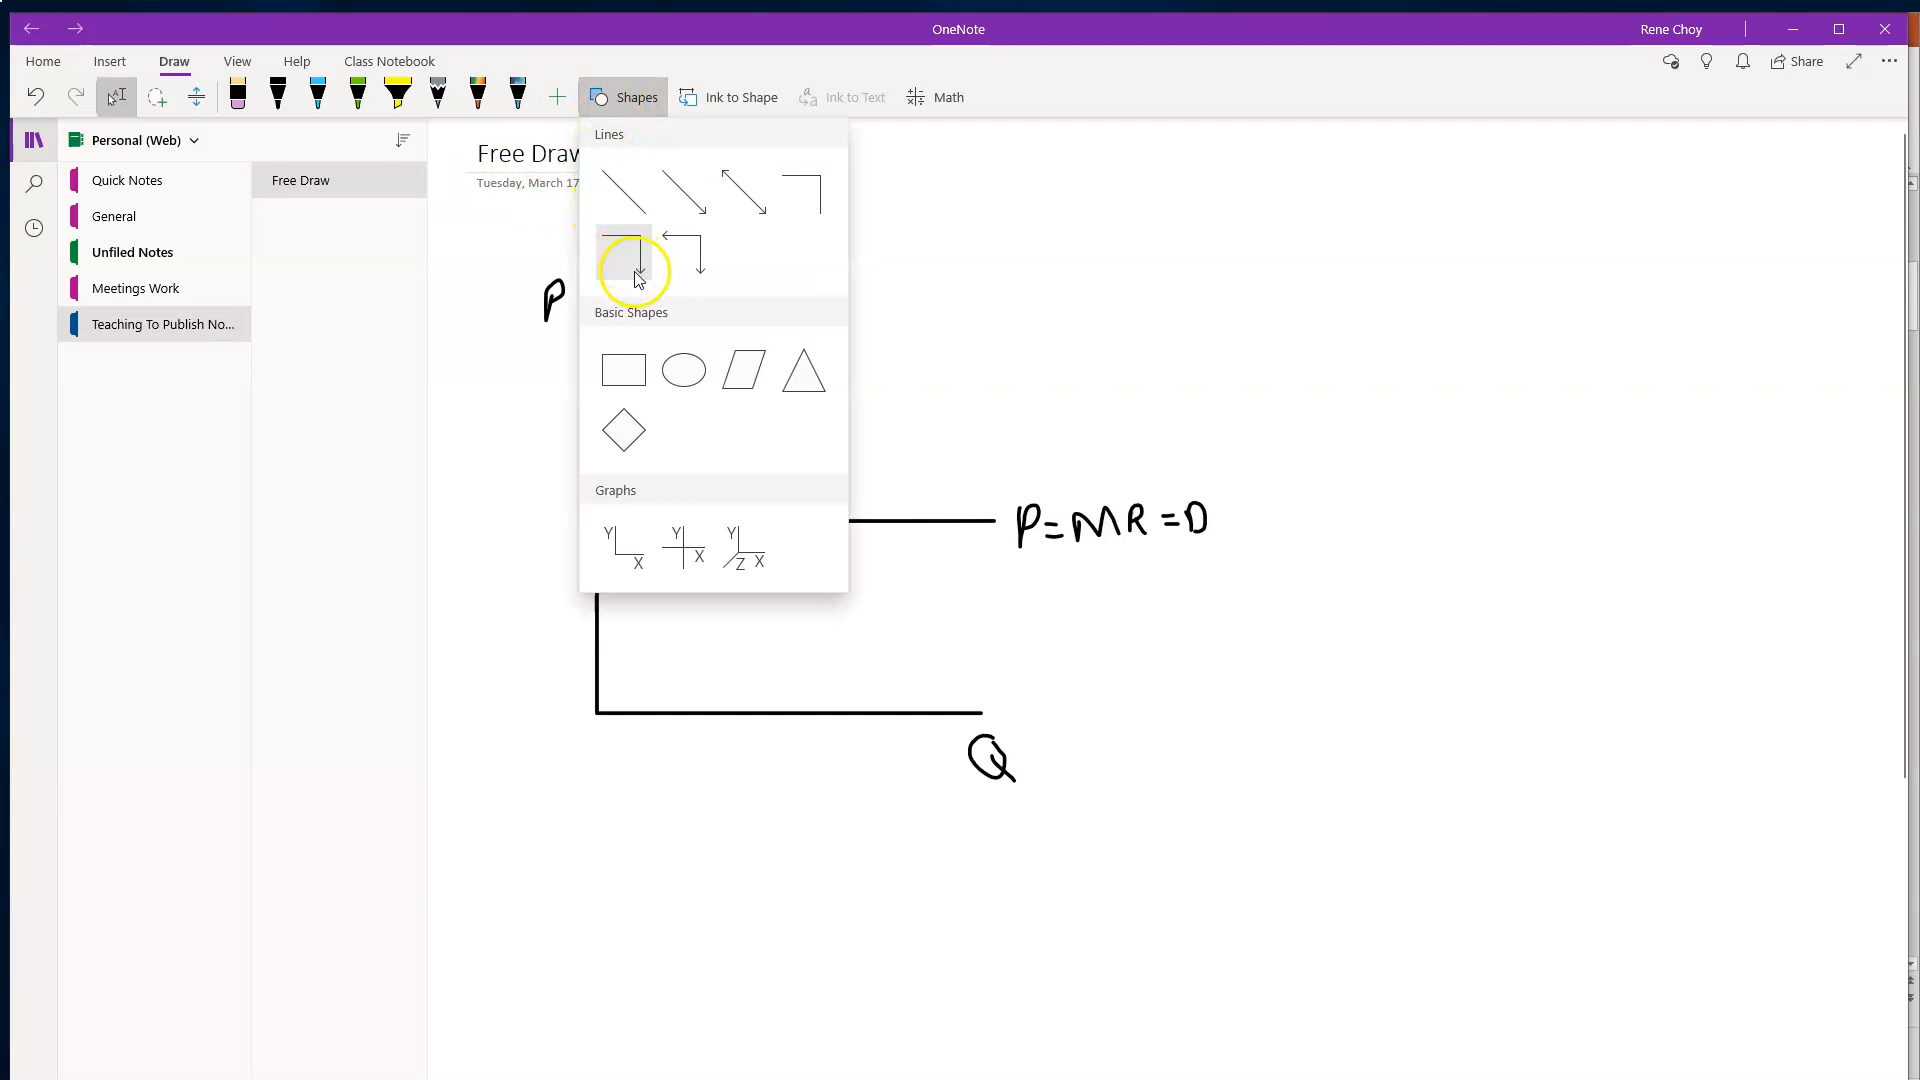 OneNote
Rene Choy
Home
Insert
Draw
View
Help
Class Notebook
Share
Shapes
Ink to Shape
Ink to Text
Math
Personal (Web)
Quick Notes
General
Unfiled Notes
Meetings Work
Teaching To Publish No...
Free Draw
Free Draw
Tuesday, March 17
Lines
Basic Shapes
Graphs
Y
X
Y
X
Y
Z
X
P
P=MR=D
Q